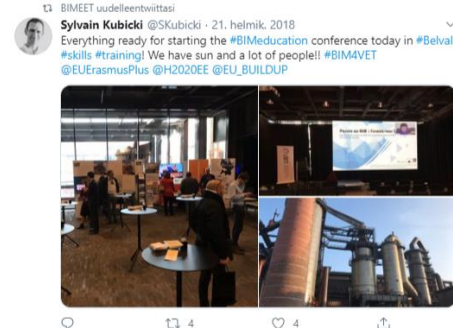 BIMEET uudelleentwiittasi
Sylvain Kubicki @SKubicki · 21. helmik. 2018
Everything ready for starting the #BIMeducation conference today in #Belval
#skills #training! We have sun and a lot of people!! #BIM4VET
@EUErasmusPlus @H2020EE @EU_BUILDUP
4
4